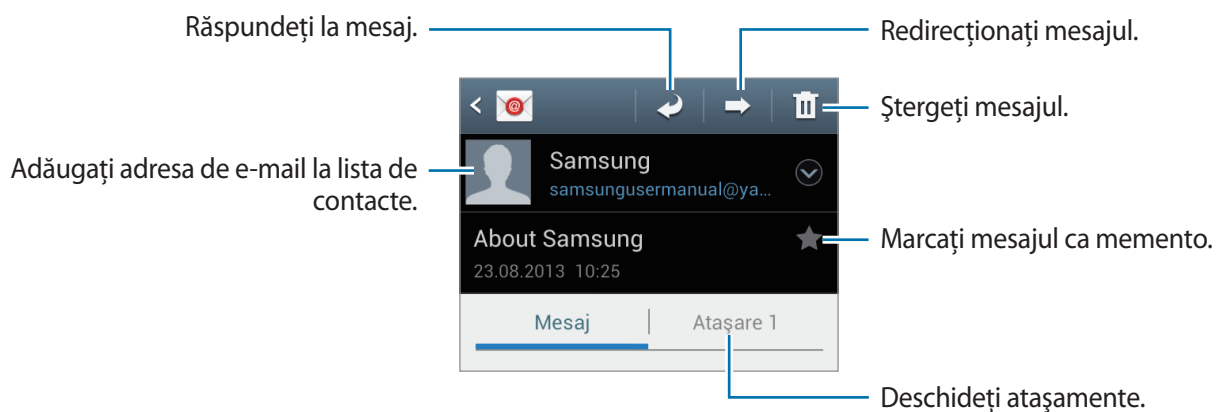 Răspundeți la mesaj.
Redirecționați mesajul.
Ştergeți mesajul.
Adăugați adresa de e-mail la lista de
contacte.
Samsung
samsungusermanual@ya...
About Samsung
23.08.2013 10:25
Marcați mesajul ca memento.
Mesaj
Ataşare 1
Deschideți ataşamente.